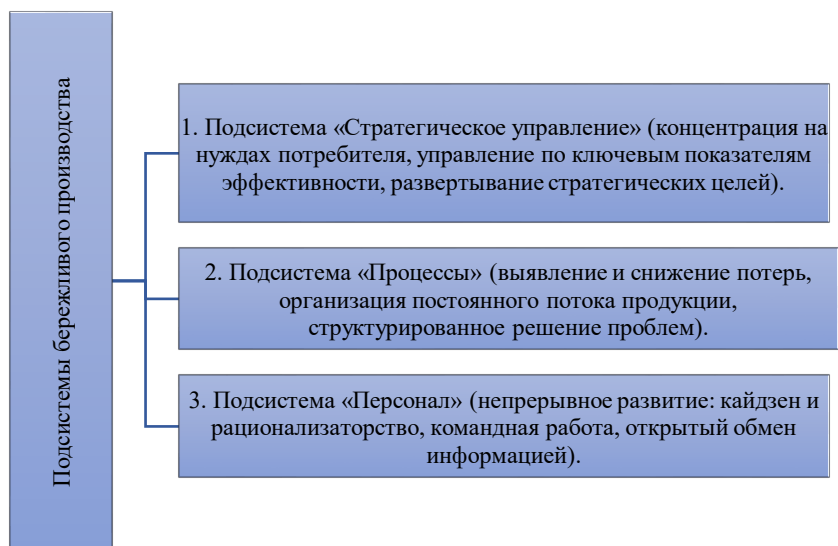 Подсистемы бережливого производства
1. Подсистема «Стратегическое управление» (концентрация на
нуждах потребителя, управление по ключевым показателям
эффективности, развертывание стратегических целей).
2. Подсистема «Процессы» (выявление и снижение потерь,
организация постоянного потока продукции,
структурированное решение проблем).
3. Подсистема «Персонал» (непрерывное развитие: кайдзен и
рационализаторство, командная работа, открытый обмен
информацией).